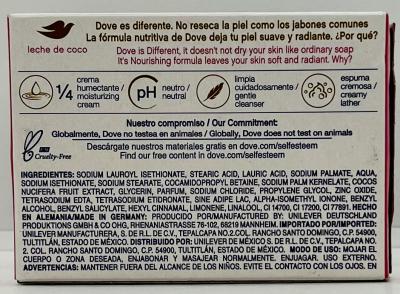 Dove es diferente. No reseca la piel como los jabones comunes
La fórmula nutritiva de Dove deja tu piel suave y radiante. ¿Por qué?
leche de coco
Dove is Different, it doesn't not dry your skin like ordinary soap
It's Nourishing formula leaves your skin soft and radiant. Why?
1/4 crema humectante / moisturizing cream
pH neutro / neutral
limpia cuidadosamente / gentle cleanser
espuma cremosa / creamy lather
Nuestro compromiso / Our Commitment:
Globalmente, Dove no testea en animales / Globally, Dove does not test on animals
Cruelty-Free
Descárgate nuestros materiales gratis en dove.com/selfesteem
Find our free content in dove.com/selfesteem
INGREDIENTES: SODIUM LAUROYL ISETHIONATE, STEARIC ACID, LAURIC ACID, SODIUM PALMATE, AQUA,
SODIUM ISETHIONATE, SODIUM STEARATE, COCAMIDOPROPYL BETAINE, SODIUM PALM KERNELATE, COCOS
NUCIFERA FRUIT EXTRACT, GLYCERIN, PARFUM, SODIUM CHLORIDE, PROPYLENE GLYCOL, ZINC OXIDE,
TETRASODIUM EDTA, TETRASODIUM ETIDRONATE, SINE ADIPE LAC, ALPHA-ISOMETHYL IONONE, BENZYL
ALCOHOL, BENZYL SALICYLATE, HEXYL CINNAMAL, LIMONENE, LINALOOL, CI 14700, CI 17200, CI 77891. HECHO
EN ALEMANIA/MADE IN GERMANY: PRODUCIDO POR/MANUFACTURED BY: UNILEVER DEUTSCHLAND
PRODUKTIONS GMBH & CO OHG, RHENANIASTRASSE 76-102, 68219 MANNHEIM. IMPORTADO POR/IMPORTED:
UNILEVER MANUFACTURERA, S. DE R.L. DE C.V., TEPALCAPA NO.2, COL. RANCHO SANTO DOMINGO, C.P. 54900,
TULTITLÁN, ESTADO DE MÉXICO. DISTRIBUIDO POR: UNILEVER DE MÉXICO S. DE R.L. DE C.V., TEPALCAPA NO.
2. COL. RANCHO SANTO DOMINGO, C.P. 54900, TULTITLÁN, ESTADO DE MÉXICO. MODO DE USO: MOJAR EL
CUERPO O ZONA DESEADA, ENJABONAR Y MASAJEAR NORMALMENTE. ENJUAGAR. USO EXTERNO.
ADVERTENCIAS: MANTENER FUERA DEL ALCANCE DE LOS NIÑOS. EVITE EL CONTACTO CON LOS OJOS. EN